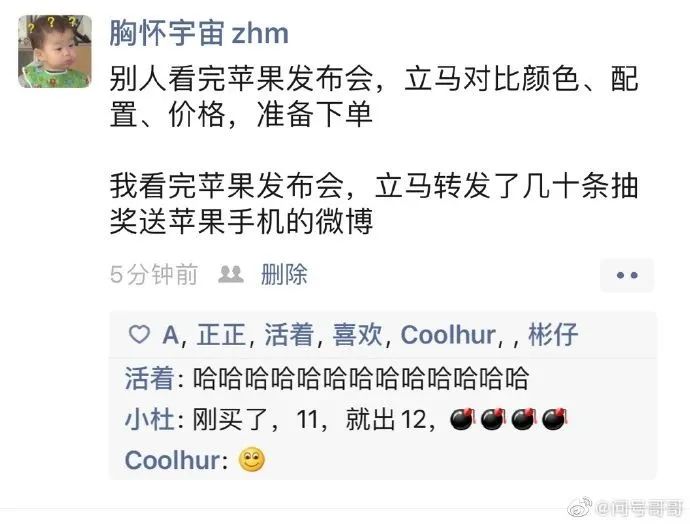 胸怀宇宙zhm
别人看完苹果发布会，立马对比颜色、配
置、价格，准备下单
我看完苹果发布会，立马转发了几十条抽
奖送苹果手机的微博
5分钟前 删除
A, 正正, 活着, 喜欢, Coolhur, , 彬仔
活着: 哈哈哈哈哈哈哈哈哈哈哈哈哈
小杜: 刚买了，11，就出12，💣💣💣💣
Coolhur: 🙂
@问号哥哥